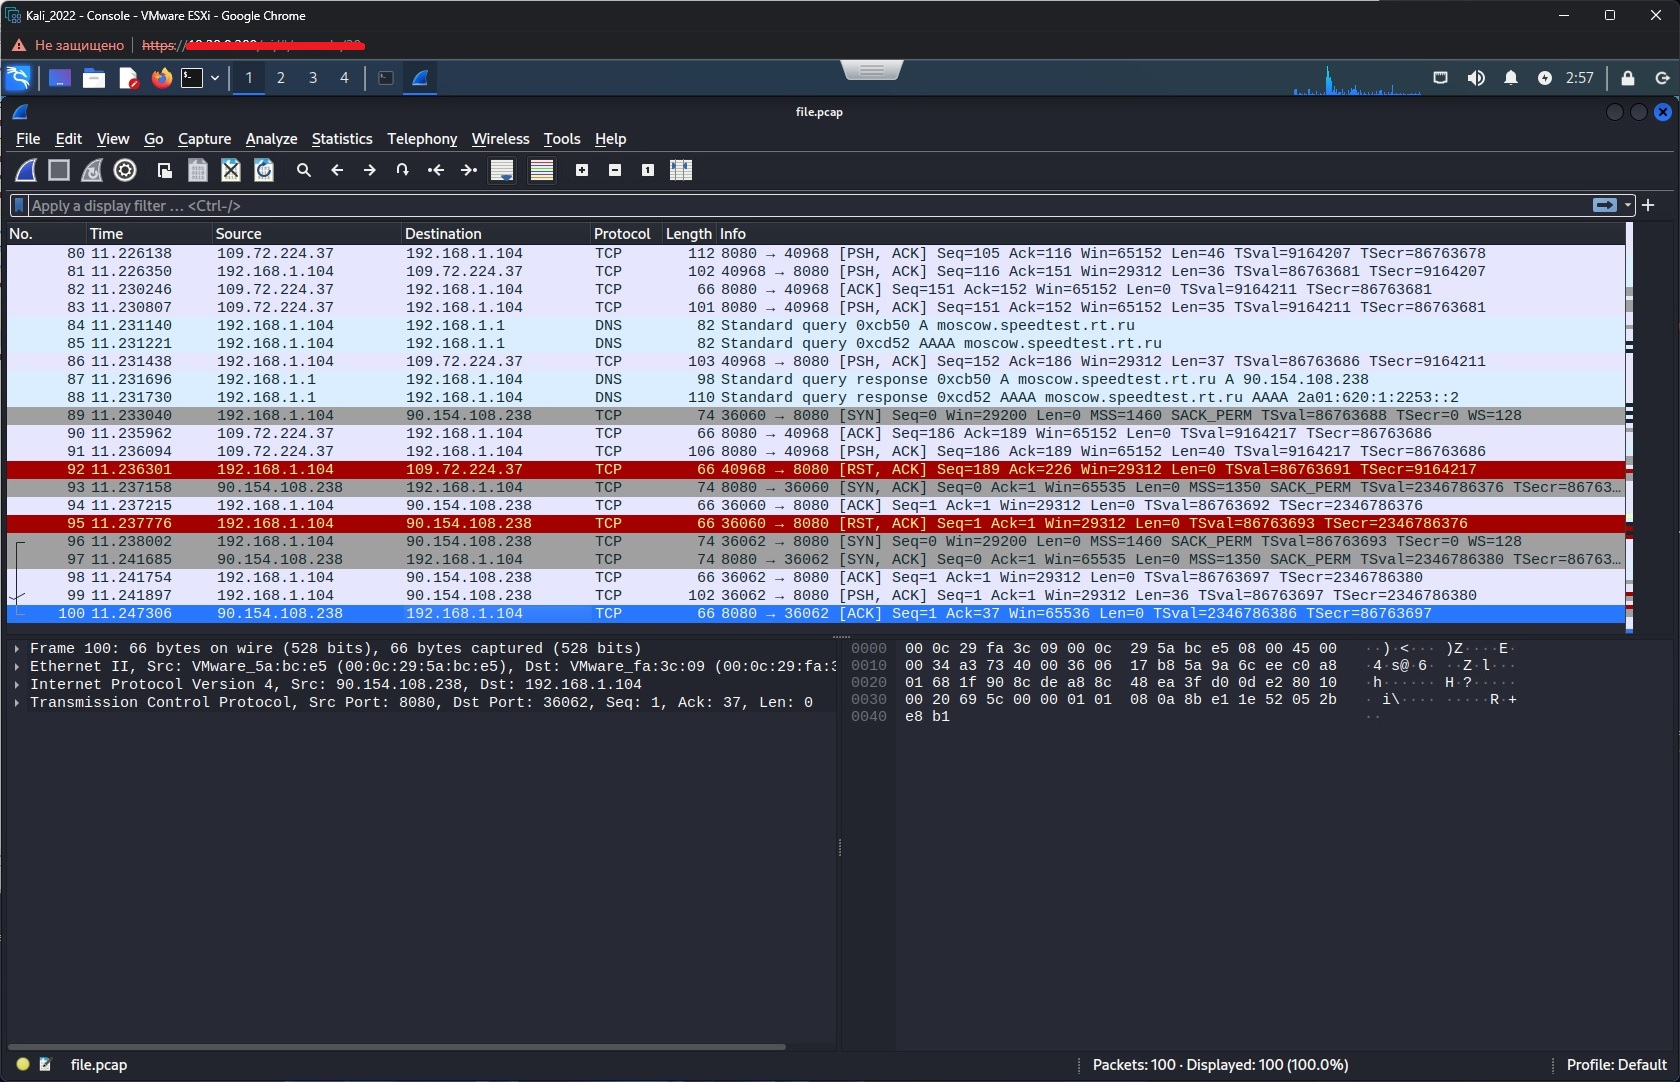 Kali_2022 - Console - VMware ESXi - Google Chrome
Не защищено https://
1 2 3 4 2:57
file.pcap
File Edit View Go Capture Analyze Statistics Telephony Wireless Tools Help
Apply a display filter … <Ctrl-/>
No. Time Source Destination Protocol Length Info
80 11.226138 109.72.224.37 192.168.1.104 TCP 112 8080 → 40968 [PSH, ACK] Seq=105 Ack=116 Win=65152 Len=46 TSval=9164207 TSecr=86763678
81 11.226350 192.168.1.104 109.72.224.37 TCP 102 40968 → 8080 [PSH, ACK] Seq=116 Ack=151 Win=29312 Len=36 TSval=86763681 TSecr=9164207
82 11.230246 109.72.224.37 192.168.1.104 TCP 66 8080 → 40968 [ACK] Seq=151 Ack=152 Win=65152 Len=0 TSval=9164211 TSecr=86763681
83 11.230807 109.72.224.37 192.168.1.104 TCP 101 8080 → 40968 [PSH, ACK] Seq=151 Ack=152 Win=65152 Len=35 TSval=9164211 TSecr=86763681
84 11.231140 192.168.1.104 192.168.1.1 DNS 82 Standard query 0xcb50 A moscow.speedtest.rt.ru
85 11.231221 192.168.1.104 192.168.1.1 DNS 82 Standard query 0xcd52 AAAA moscow.speedtest.rt.ru
86 11.231438 192.168.1.104 109.72.224.37 TCP 103 40968 → 8080 [PSH, ACK] Seq=152 Ack=186 Win=29312 Len=37 TSval=86763686 TSecr=9164211
87 11.231696 192.168.1.1 192.168.1.104 DNS 98 Standard query response 0xcb50 A moscow.speedtest.rt.ru A 90.154.108.238
88 11.231730 192.168.1.1 192.168.1.104 DNS 110 Standard query response 0xcd52 AAAA moscow.speedtest.rt.ru AAAA 2a01:620:1:2253::2
89 11.233040 192.168.1.104 90.154.108.238 TCP 74 36060 → 8080 [SYN] Seq=0 Win=29200 Len=0 MSS=1460 SACK_PERM TSval=86763688 TSecr=0 WS=128
90 11.235962 109.72.224.37 192.168.1.104 TCP 66 8080 → 40968 [ACK] Seq=186 Ack=189 Win=65152 Len=0 TSval=9164217 TSecr=86763686
91 11.236094 109.72.224.37 192.168.1.104 TCP 106 8080 → 40968 [PSH, ACK] Seq=186 Ack=189 Win=65152 Len=40 TSval=9164217 TSecr=86763686
92 11.236301 192.168.1.104 109.72.224.37 TCP 66 40968 → 8080 [RST, ACK] Seq=189 Ack=226 Win=29312 Len=0 TSval=86763691 TSecr=9164217
93 11.237158 90.154.108.238 192.168.1.104 TCP 74 8080 → 36060 [SYN, ACK] Seq=0 Ack=1 Win=65535 Len=0 MSS=1350 SACK_PERM TSval=2346786376 TSecr=86763…
94 11.237215 192.168.1.104 90.154.108.238 TCP 66 36060 → 8080 [ACK] Seq=1 Ack=1 Win=29312 Len=0 TSval=86763692 TSecr=2346786376
95 11.237776 192.168.1.104 90.154.108.238 TCP 66 36060 → 8080 [RST, ACK] Seq=1 Ack=1 Win=29312 Len=0 TSval=86763693 TSecr=2346786376
96 11.238002 192.168.1.104 90.154.108.238 TCP 74 36062 → 8080 [SYN] Seq=0 Win=29200 Len=0 MSS=1460 SACK_PERM TSval=86763693 TSecr=0 WS=128
97 11.241685 90.154.108.238 192.168.1.104 TCP 74 8080 → 36062 [SYN, ACK] Seq=0 Ack=1 Win=65535 Len=0 MSS=1350 SACK_PERM TSval=2346786380 TSecr=86763…
98 11.241754 192.168.1.104 90.154.108.238 TCP 66 36062 → 8080 [ACK] Seq=1 Ack=1 Win=29312 Len=0 TSval=86763697 TSecr=2346786380
99 11.241897 192.168.1.104 90.154.108.238 TCP 102 36062 → 8080 [PSH, ACK] Seq=1 Ack=1 Win=29312 Len=36 TSval=86763697 TSecr=2346786380
100 11.247306 90.154.108.238 192.168.1.104 TCP 66 8080 → 36062 [ACK] Seq=1 Ack=37 Win=65536 Len=0 TSval=2346786386 TSecr=86763697
Frame 100: 66 bytes on wire (528 bits), 66 bytes captured (528 bits)
Ethernet II, Src: VMware_5a:bc:e5 (00:0c:29:5a:bc:e5), Dst: VMware_fa:3c:09 (00:0c:29:fa:3
Internet Protocol Version 4, Src: 90.154.108.238, Dst: 192.168.1.104
Transmission Control Protocol, Src Port: 8080, Dst Port: 36062, Seq: 1, Ack: 37, Len: 0
0000 00 0c 29 fa 3c 09 00 0c 29 5a bc e5 08 00 45 00 ··)·<··· )Z····E·
0010 00 34 a3 73 40 00 36 06 17 b8 5a 9a 6c ee c0 a8 ·4·s@·6· ··Z·l···
0020 01 68 1f 90 8c de a8 8c 48 ea 3f d0 0d e2 80 10 ·h······ H·?·····
0030 00 20 69 5c 00 00 01 01 08 0a 8b e1 1e 52 05 2b · i\···· ·····R·+
0040 e8 b1 ··
file.pcap Packets: 100 · Displayed: 100 (100.0%) Profile: Default